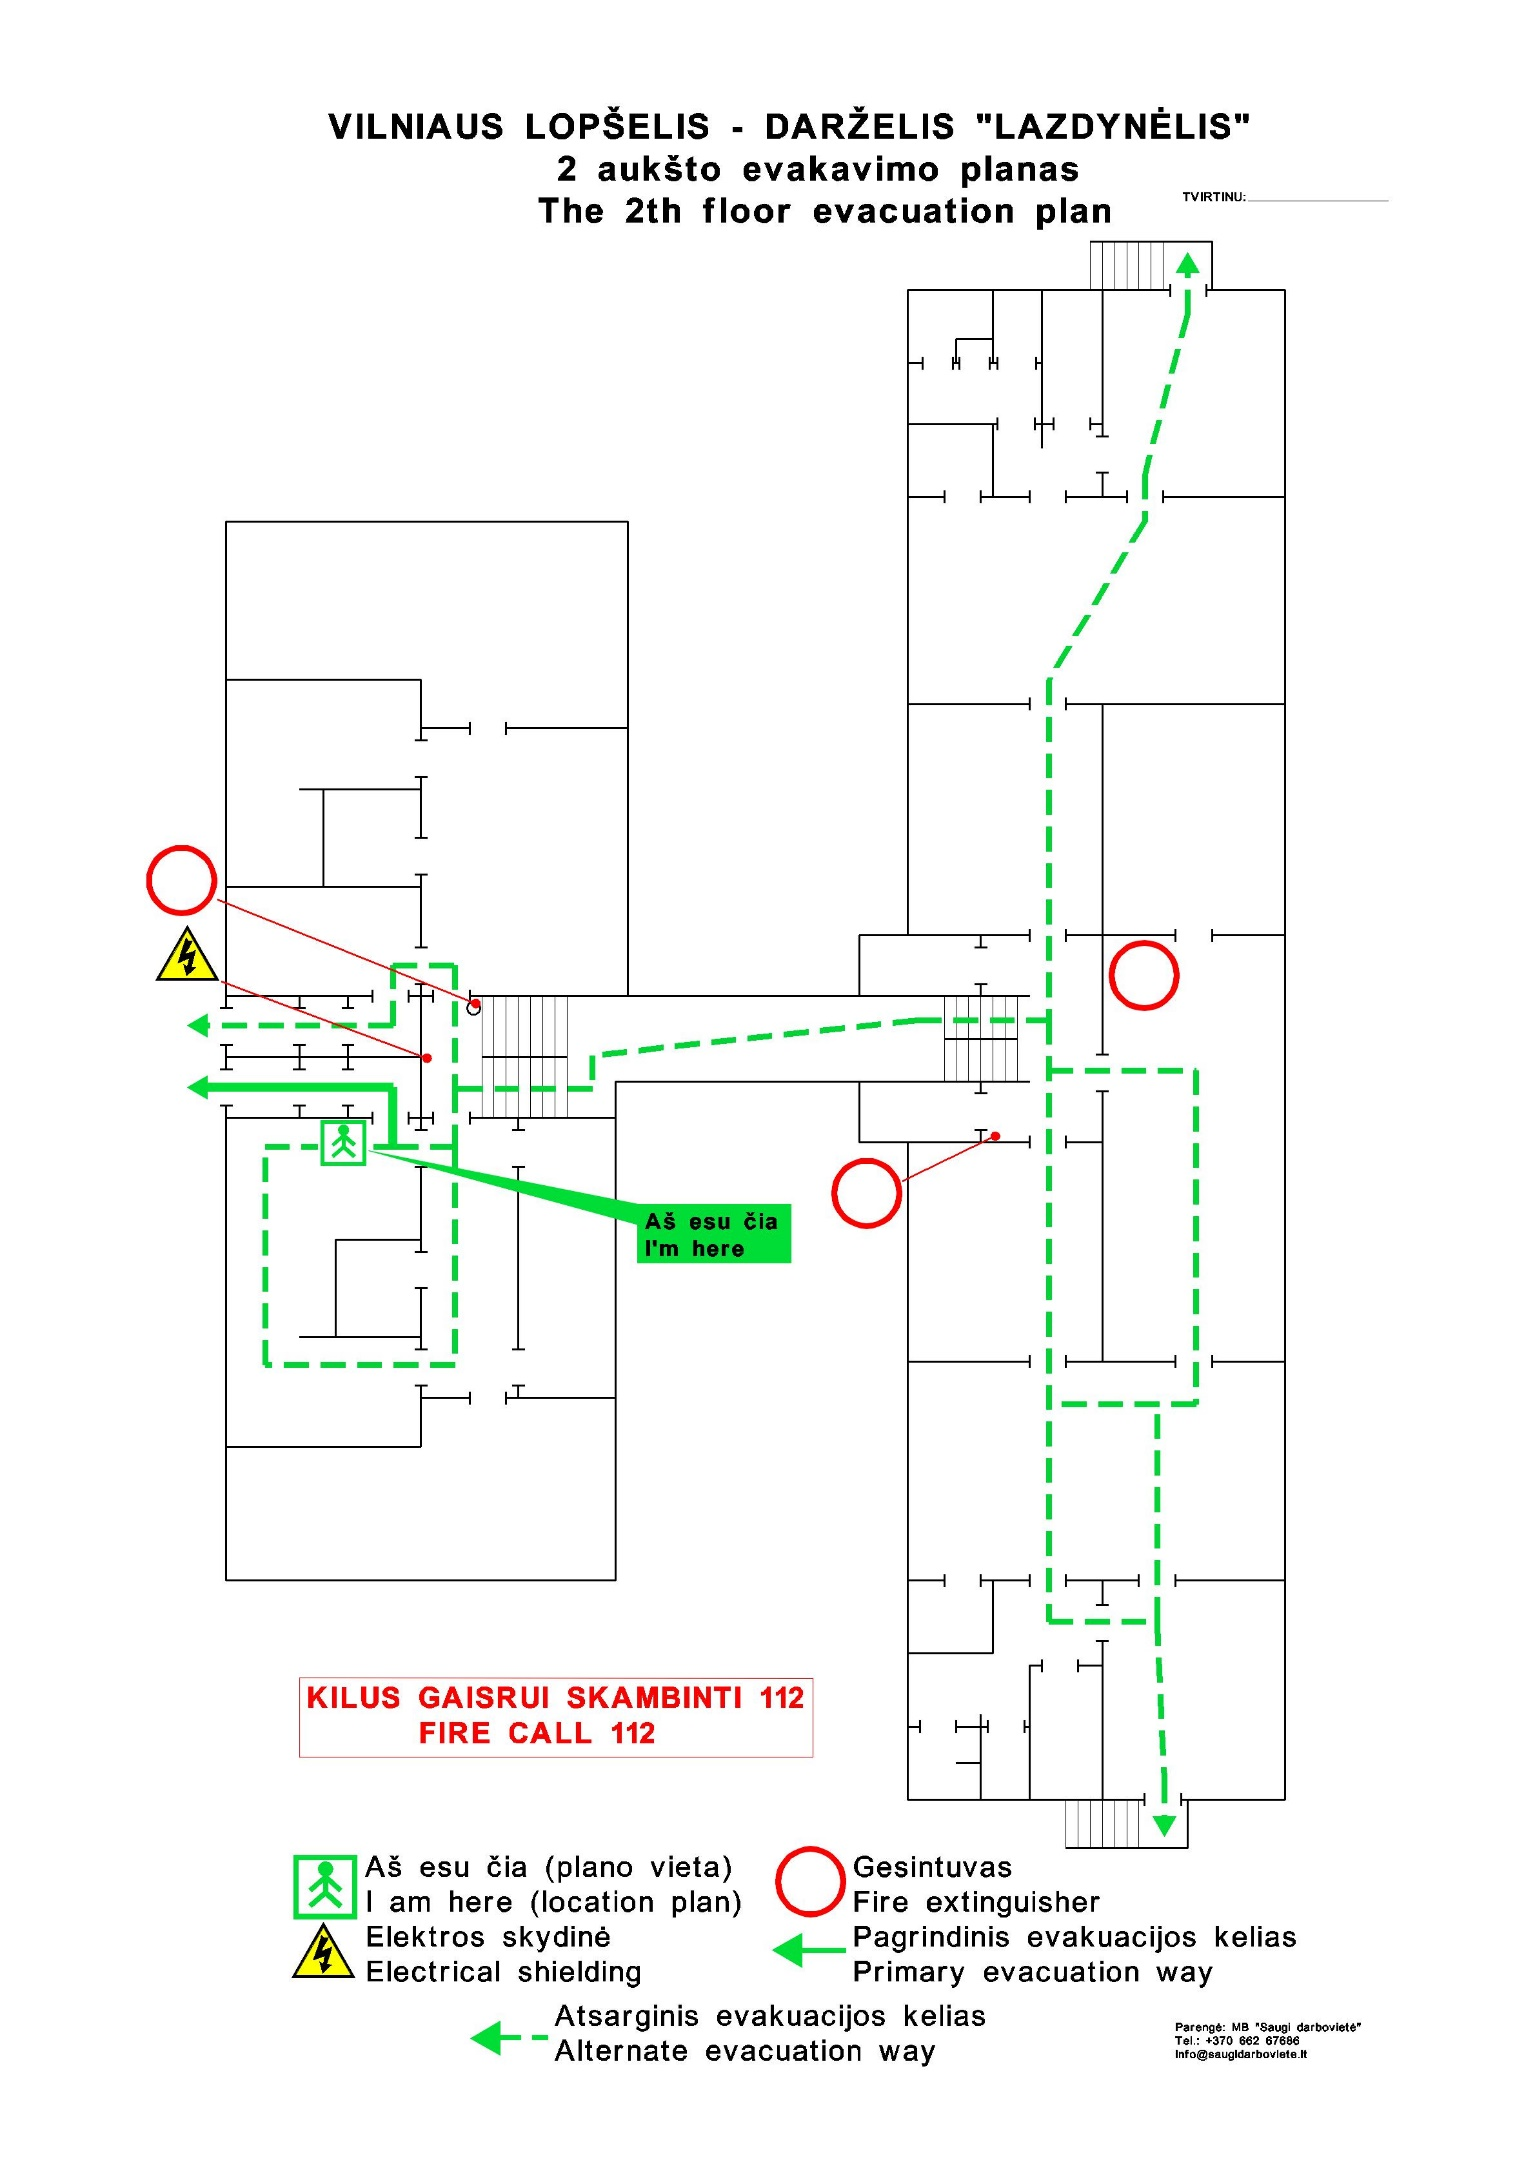 VILNIAUS LOPŠELIS - DARŽELIS "LAZDYNĖLIS"
2 aukšto evakavimo planas
The 2th floor evacuation plan
TVIRTINU:
Aš esu čia
I'm here
KILUS GAISRUI SKAMBINTI 112
FIRE CALL 112
Aš esu čia (plano vieta)
I am here (location plan)
Elektros skydinė
Electrical shielding
Gesintuvas
Fire extinguisher
Pagrindinis evakuacijos kelias
Primary evacuation way
Atsarginis evakuacijos kelias
Alternate evacuation way
Parengė: MB "Saugi darbovietė"
Tel.: +370 662 67686
info@saugidarboviete.lt